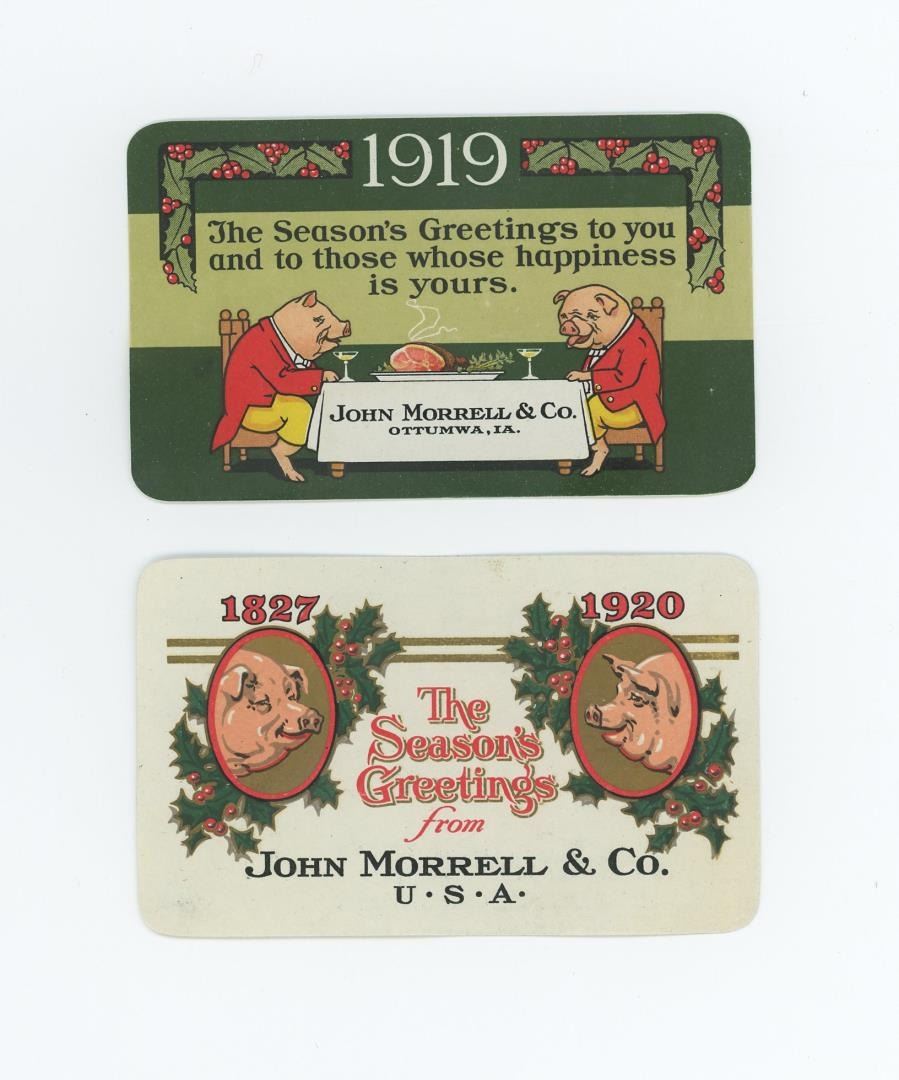 1919
The Season's Greetings to you
and to those whose happiness
is yours.
JOHN MORRELL & CO.
OTTUMWA, IA.
1827 1920
The
Season's
Greetings
from
JOHN MORRELL & CO.
U·S·A·